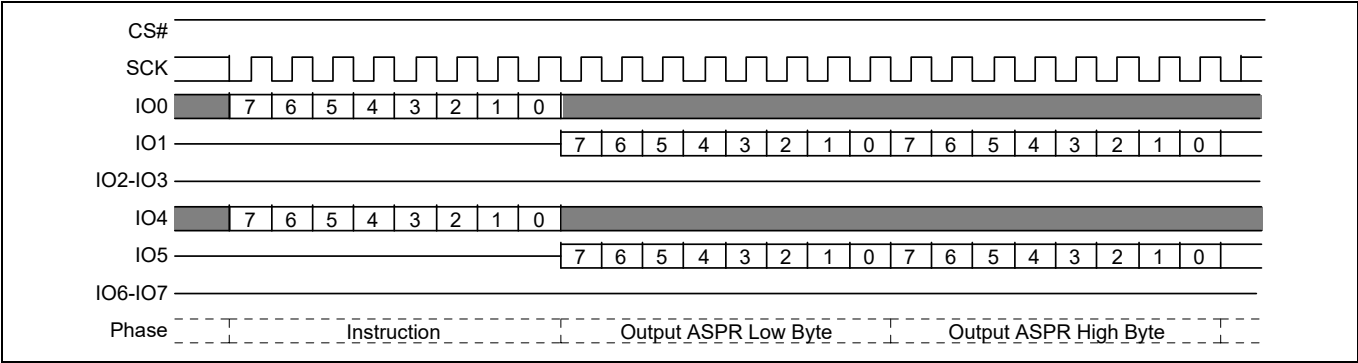 CS#
SCK
IO0 7 6 5 4 3 2 1 0
IO1 7 6 5 4 3 2 1 0 7 6 5 4 3 2 1 0
IO2-IO3
IO4 7 6 5 4 3 2 1 0
IO5 7 6 5 4 3 2 1 0 7 6 5 4 3 2 1 0
IO6-IO7
Phase Instruction Output ASPR Low Byte Output ASPR High Byte